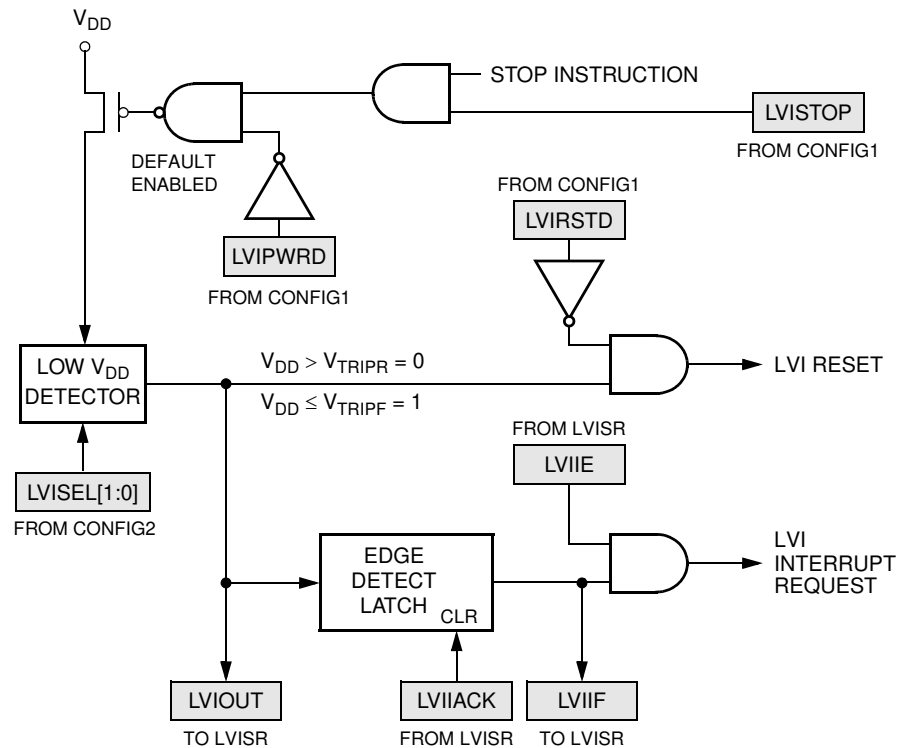 VDD
STOP INSTRUCTION
LVISTOP
FROM CONFIG1
DEFAULT
ENABLED
FROM CONFIG1
LVIRSTD
LVIPWRD
FROM CONFIG1
LOW VDD
DETECTOR
VDD > VTRIPR = 0
VDD ≤ VTRIPF = 1
LVI RESET
FROM LVISR
LVIIE
LVISEL[1:0]
FROM CONFIG2
EDGE
DETECT
LATCH
CLR
LVI
INTERRUPT
REQUEST
LVIOUT
TO LVISR
LVIIACK
FROM LVISR
LVIIF
TO LVISR